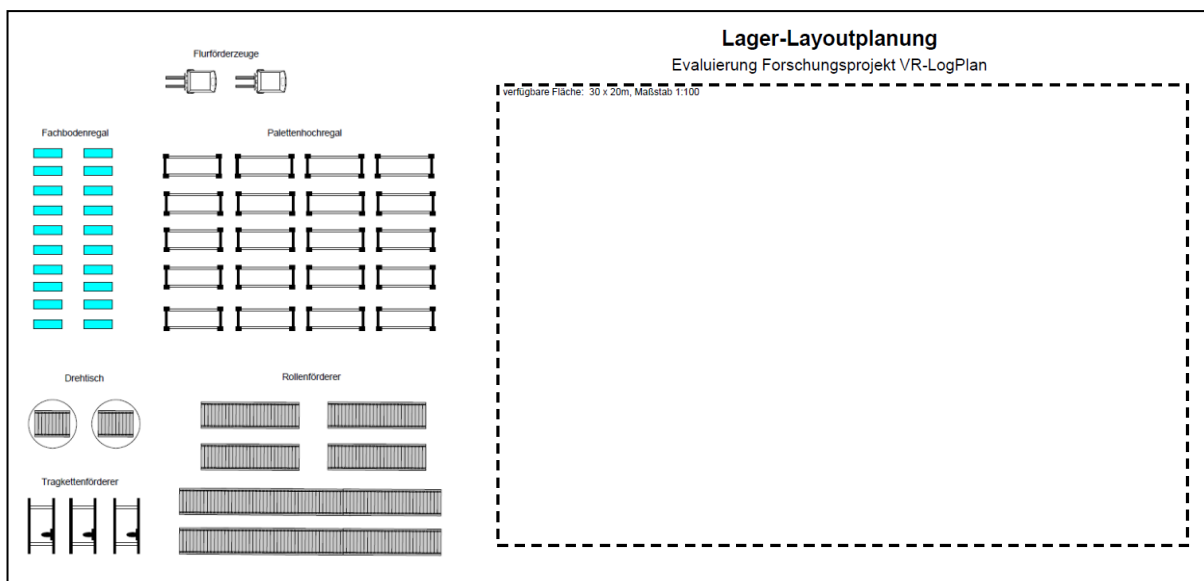 Lager-Layoutplanung
Evaluierung Forschungsprojekt VR-LogPlan
verfügbare Fläche: 30 x 20m, Maßstab 1:100
Flurförderzeuge
Fachbodenregal
Palettenhochregal
Drehtisch
Rollenförderer
Tragkettenförderer